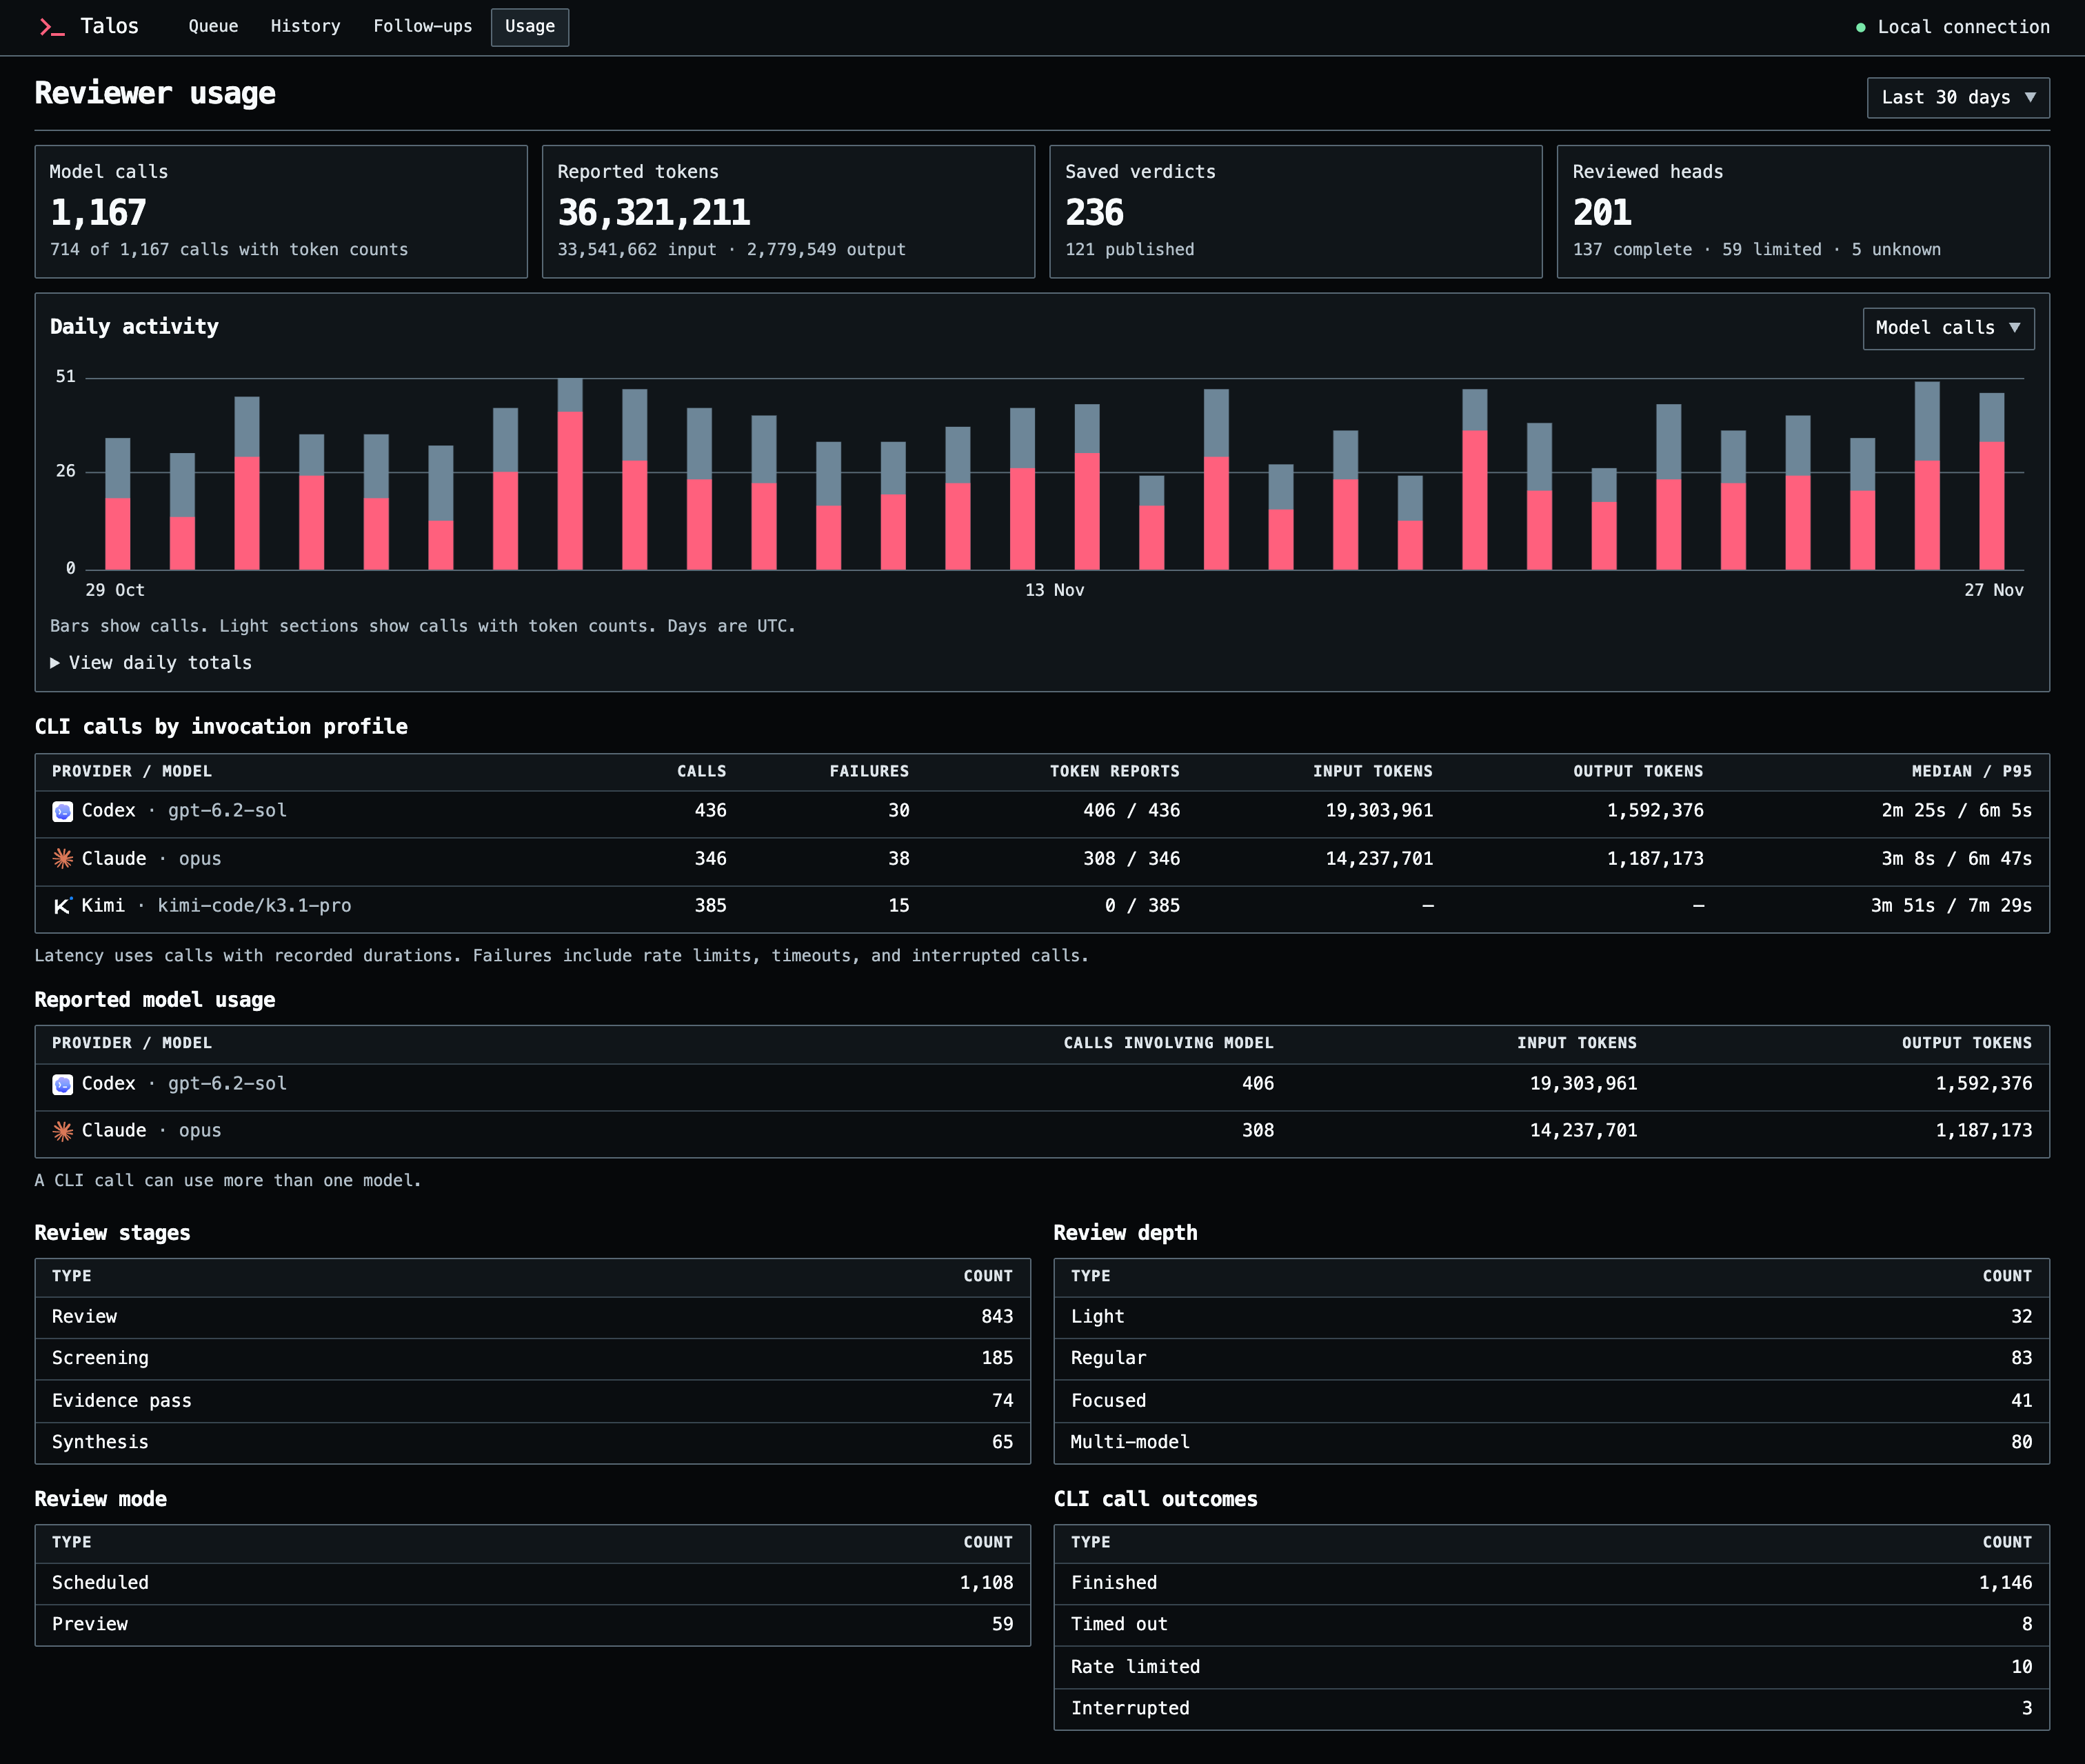 Talos Queue History Follow-ups Usage Local connection
Reviewer usage Last 30 days ▼
Model calls
1,167
714 of 1,167 calls with token counts
Reported tokens
36,321,211
33,541,662 input · 2,779,549 output
Saved verdicts
236
121 published
Reviewed heads
201
137 complete · 59 limited · 5 unknown
Daily activity Model calls ▼
51
26
0
29 Oct 13 Nov 27 Nov
Bars show calls. Light sections show calls with token counts. Days are UTC.
▶ View daily totals
CLI calls by invocation profile
PROVIDER / MODEL CALLS FAILURES TOKEN REPORTS INPUT TOKENS OUTPUT TOKENS MEDIAN / P95
Codex · gpt-6.2-sol 436 30 406 / 436 19,303,961 1,592,376 2m 25s / 6m 5s
Claude · opus 346 38 308 / 346 14,237,701 1,187,173 3m 8s / 6m 47s
Kimi · kimi-code/k3.1-pro 385 15 0 / 385 — — 3m 51s / 7m 29s
Latency uses calls with recorded durations. Failures include rate limits, timeouts, and interrupted calls.
Reported model usage
PROVIDER / MODEL CALLS INVOLVING MODEL INPUT TOKENS OUTPUT TOKENS
Codex · gpt-6.2-sol 406 19,303,961 1,592,376
Claude · opus 308 14,237,701 1,187,173
A CLI call can use more than one model.
Review stages
TYPE COUNT
Review 843
Screening 185
Evidence pass 74
Synthesis 65
Review depth
TYPE COUNT
Light 32
Regular 83
Focused 41
Multi-model 80
Review mode
TYPE COUNT
Scheduled 1,108
Preview 59
CLI call outcomes
TYPE COUNT
Finished 1,146
Timed out 8
Rate limited 10
Interrupted 3